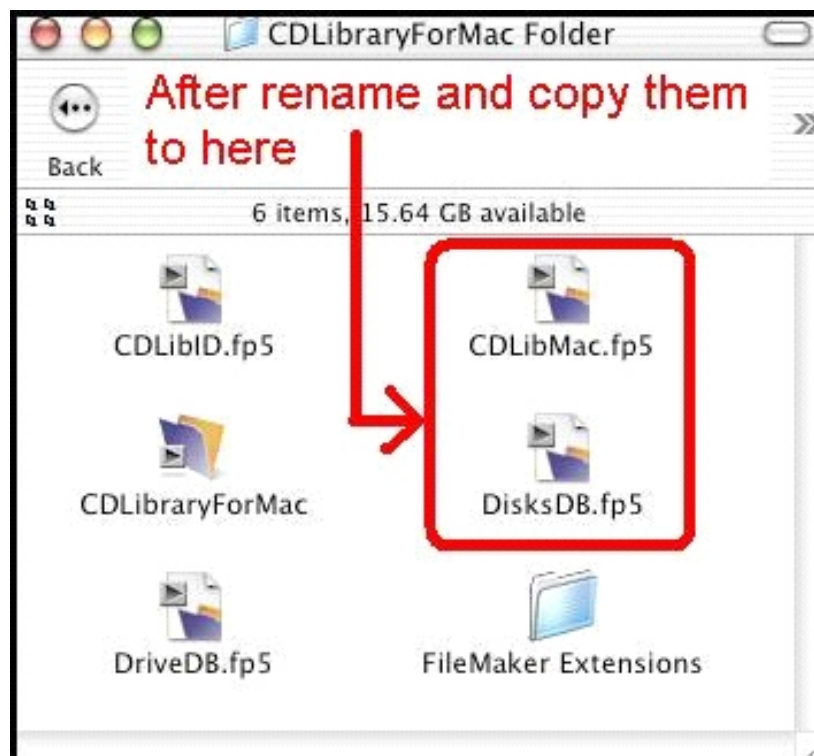 CDLibraryForMac Folder
After rename and copy them
to here
Back
6 items, 15.64 GB available
CDLibID.fp5
CDLibMac.fp5
CDLibraryForMac
DisksDB.fp5
DriveDB.fp5
FileMaker Extensions